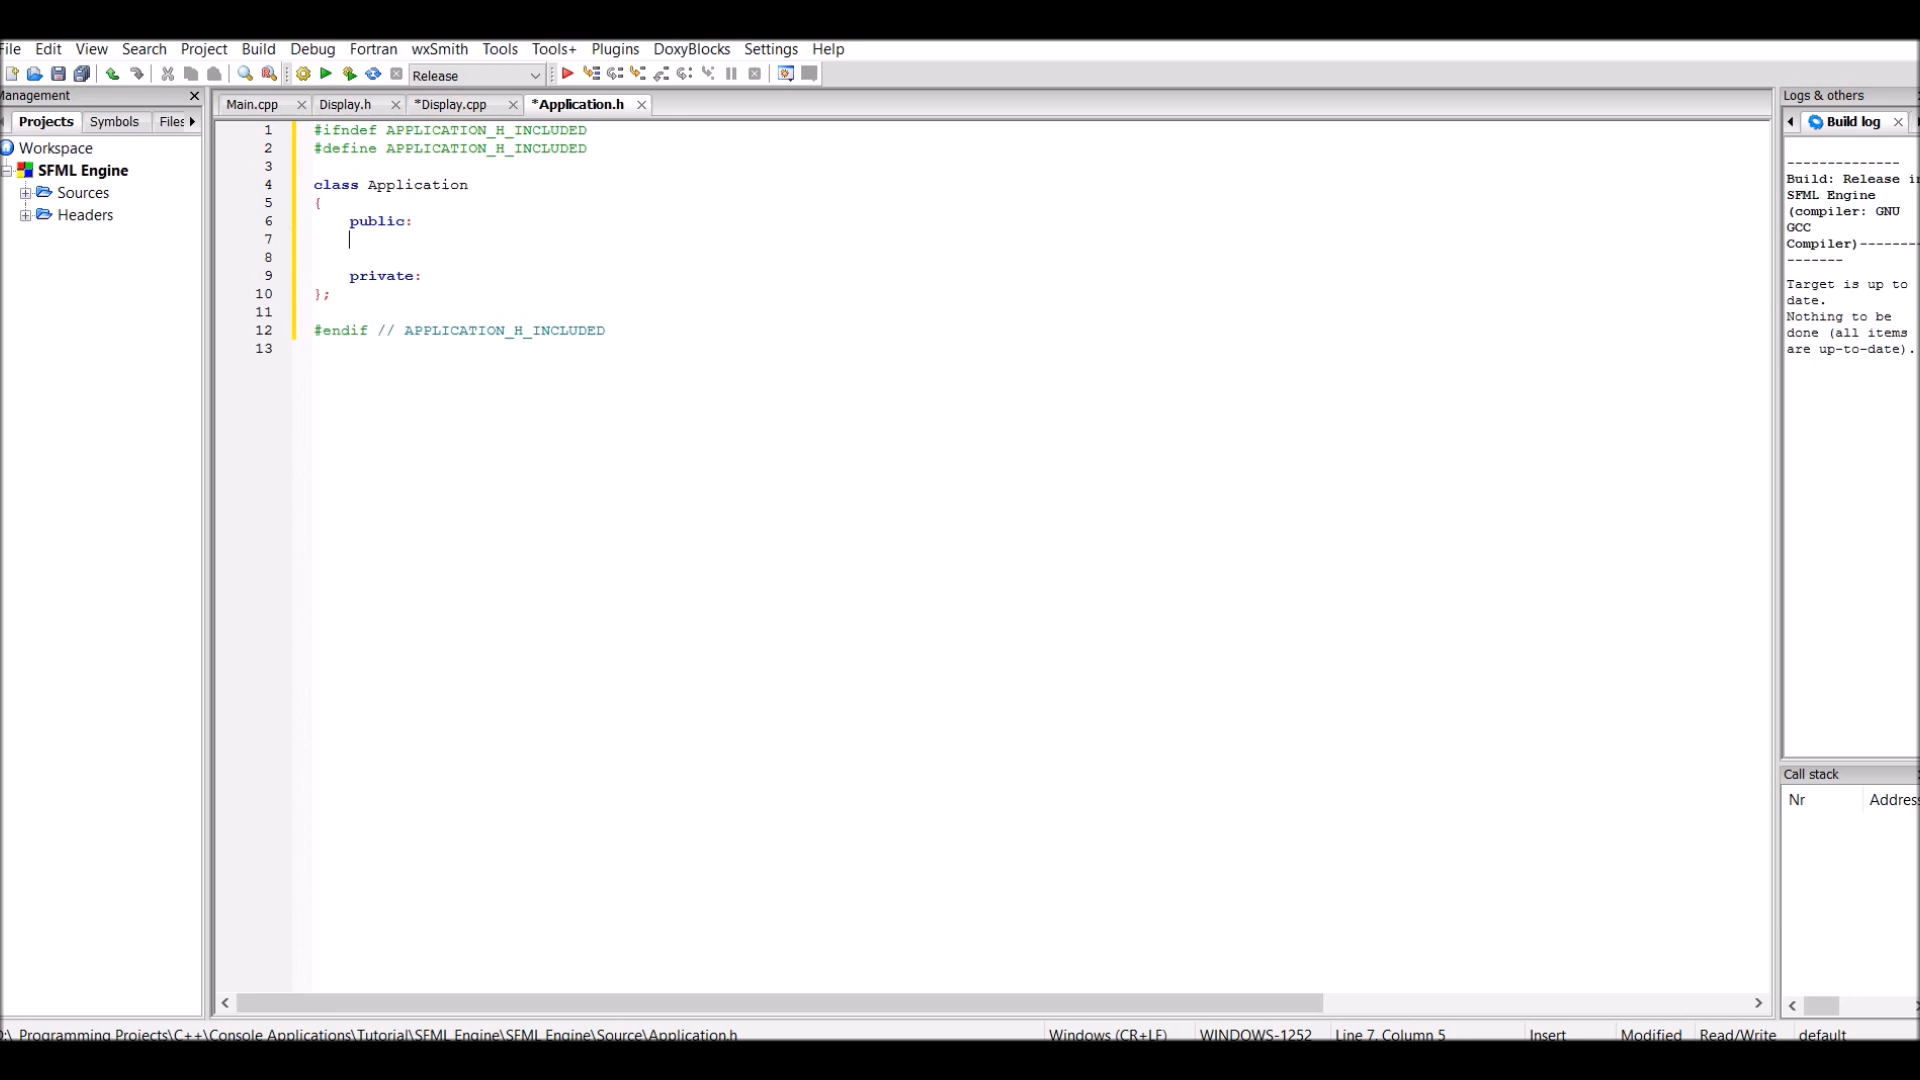 File Edit View Search Project Build Debug Fortran wxSmith Tools Tools+ Plugins DoxyBlocks Settings Help
Release
Management
Projects Symbols Files
Workspace
SFML Engine
Sources
Headers
Main.cpp Display.h *Display.cpp *Application.h
1 #ifndef APPLICATION_H_INCLUDED
2 #define APPLICATION_H_INCLUDED
3
4 class Application
5 {
6 public:
7
8
9 private:
10 };
11
12 #endif // APPLICATION_H_INCLUDED
13
Logs & others
Build log
--------------
Build: Release in
SFML Engine
(compiler: GNU
GCC
Compiler)-------
-------
Target is up to
date.
Nothing to be
done (all items
are up-to-date).
Call stack
Nr Address
:\_Programming Projects\C++\Console Applications\Tutorial\SFML Engine\SFML Engine\Source\Application.h Windows (CR+LF) WINDOWS-1252 Line 7, Column 5 Insert Modified Read/Write default